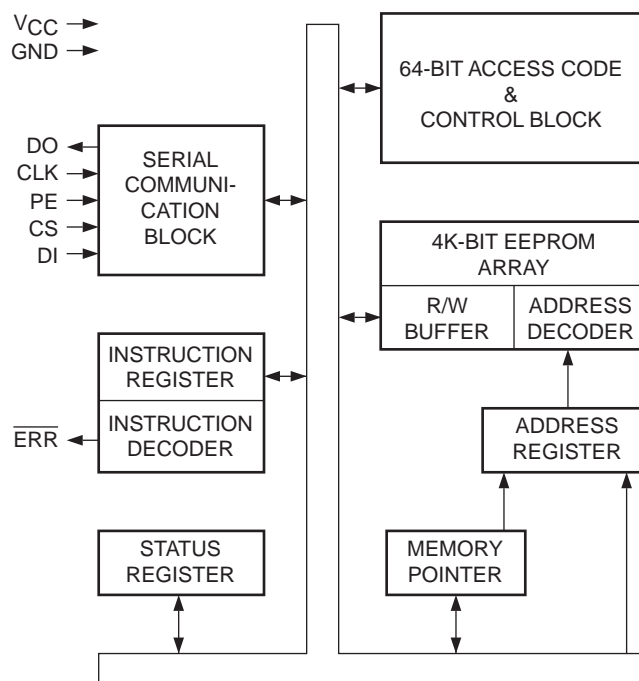 VCC
GND
DO
CLK
PE
CS
DI
SERIAL
COMMUNI-
CATION
BLOCK
INSTRUCTION
REGISTER
INSTRUCTION
DECODER
ERR
STATUS
REGISTER
64-BIT ACCESS CODE
&
CONTROL BLOCK
4K-BIT EEPROM
ARRAY
R/W
BUFFER
ADDRESS
DECODER
ADDRESS
REGISTER
MEMORY
POINTER